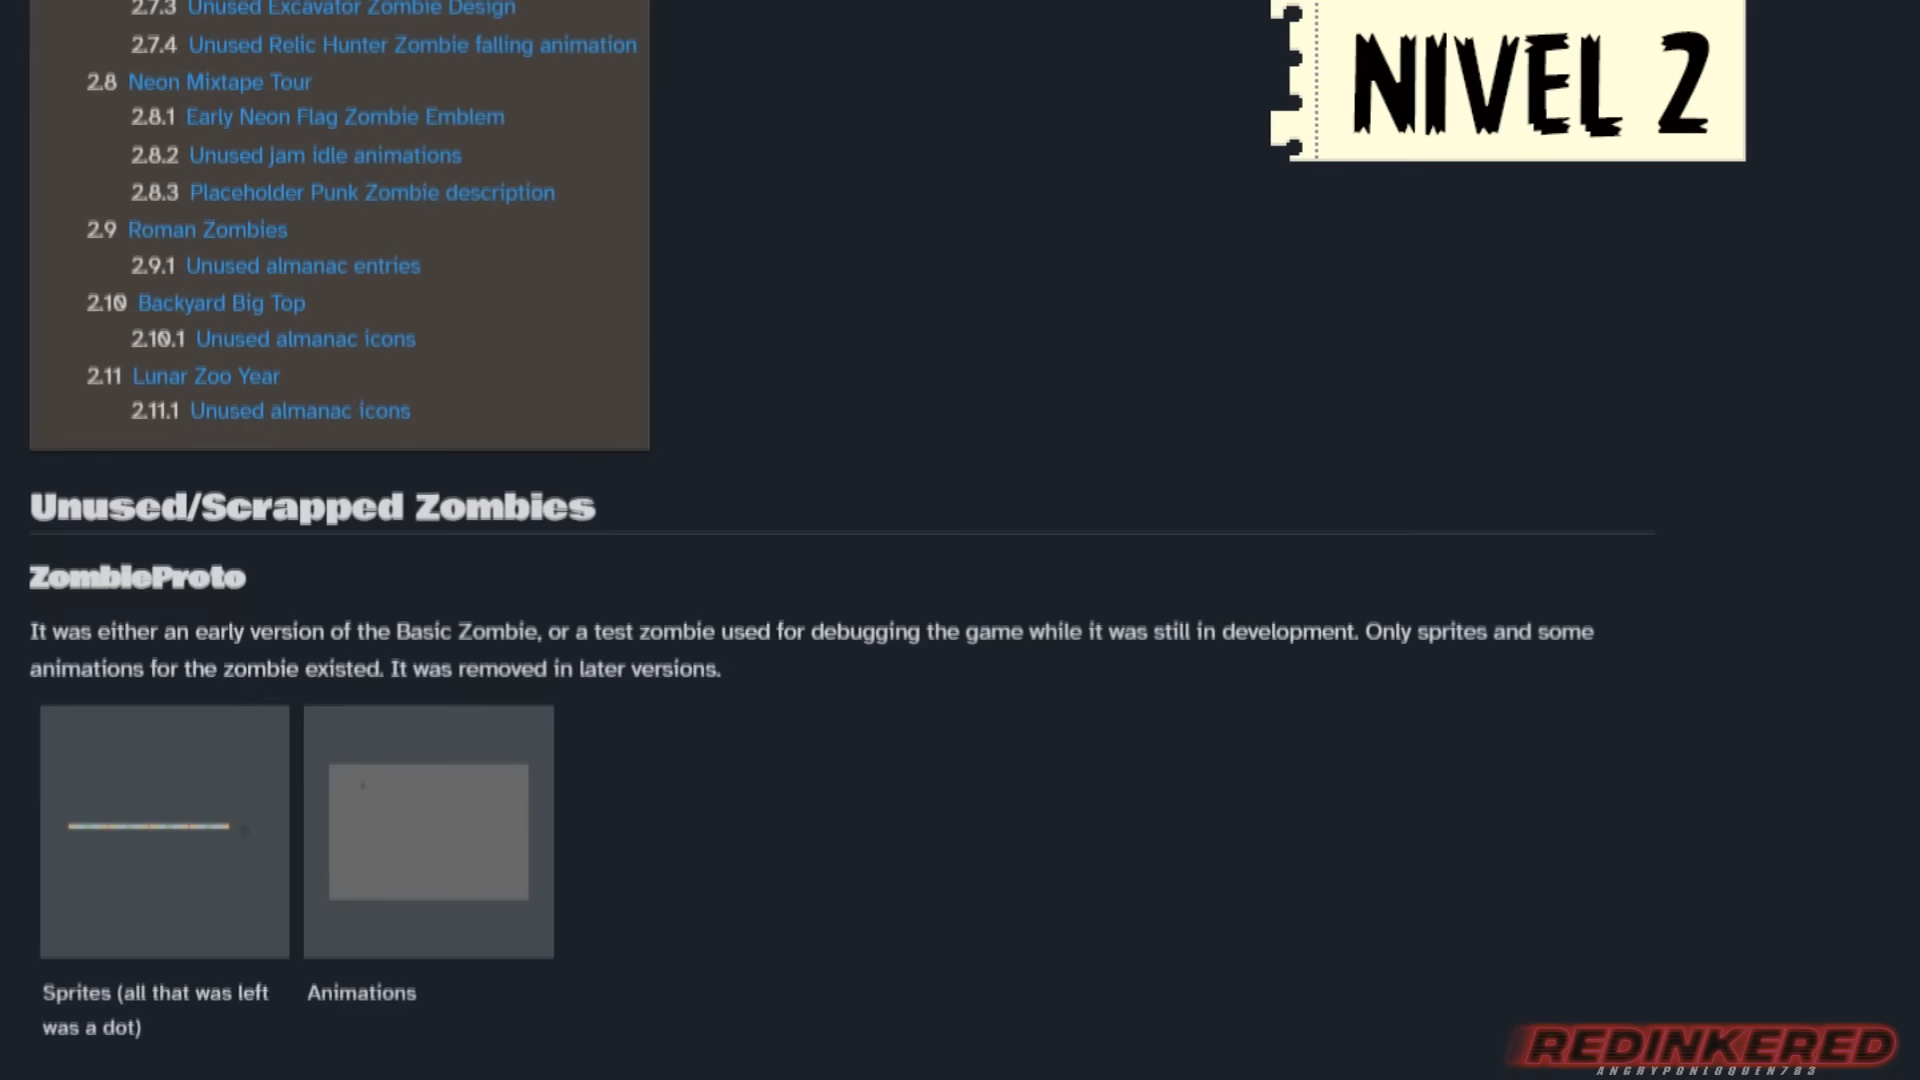 2.7.3 Unused Excavator Zombie Design
2.7.4 Unused Relic Hunter Zombie falling animation
2.8 Neon Mixtape Tour
2.8.1 Early Neon Flag Zombie Emblem
2.8.2 Unused jam idle animations
2.8.3 Placeholder Punk Zombie description
2.9 Roman Zombies
2.9.1 Unused almanac entries
2.10 Backyard Big Top
2.10.1 Unused almanac icons
2.11 Lunar Zoo Year
2.11.1 Unused almanac icons
NIVEL 2
Unused/Scrapped Zombies
ZombieProto
It was either an early version of the Basic Zombie, or a test zombie used for debugging the game while it was still in development. Only sprites and some
animations for the zombie existed. It was removed in later versions.
Sprites (all that was left
was a dot)
Animations
REDINKERED
ANGRYPONLOQUEN783